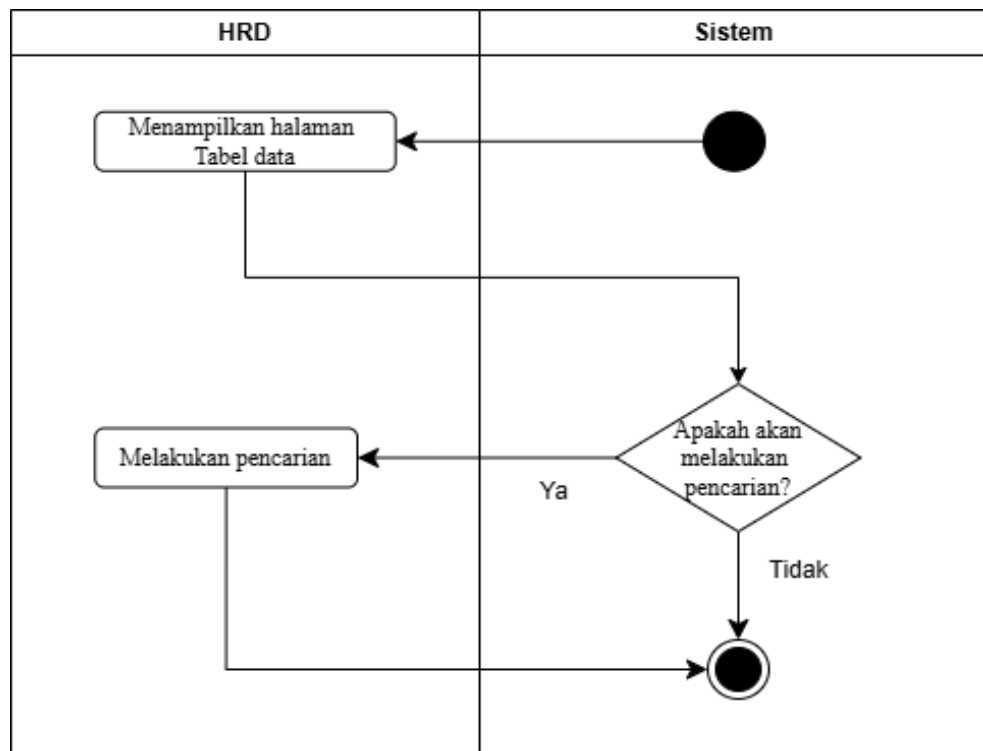 HRD
Sistem
Menampilkan halaman
Tabel data
Apakah akan
melakukan
pencarian?
Melakukan pencarian
Ya
Tidak